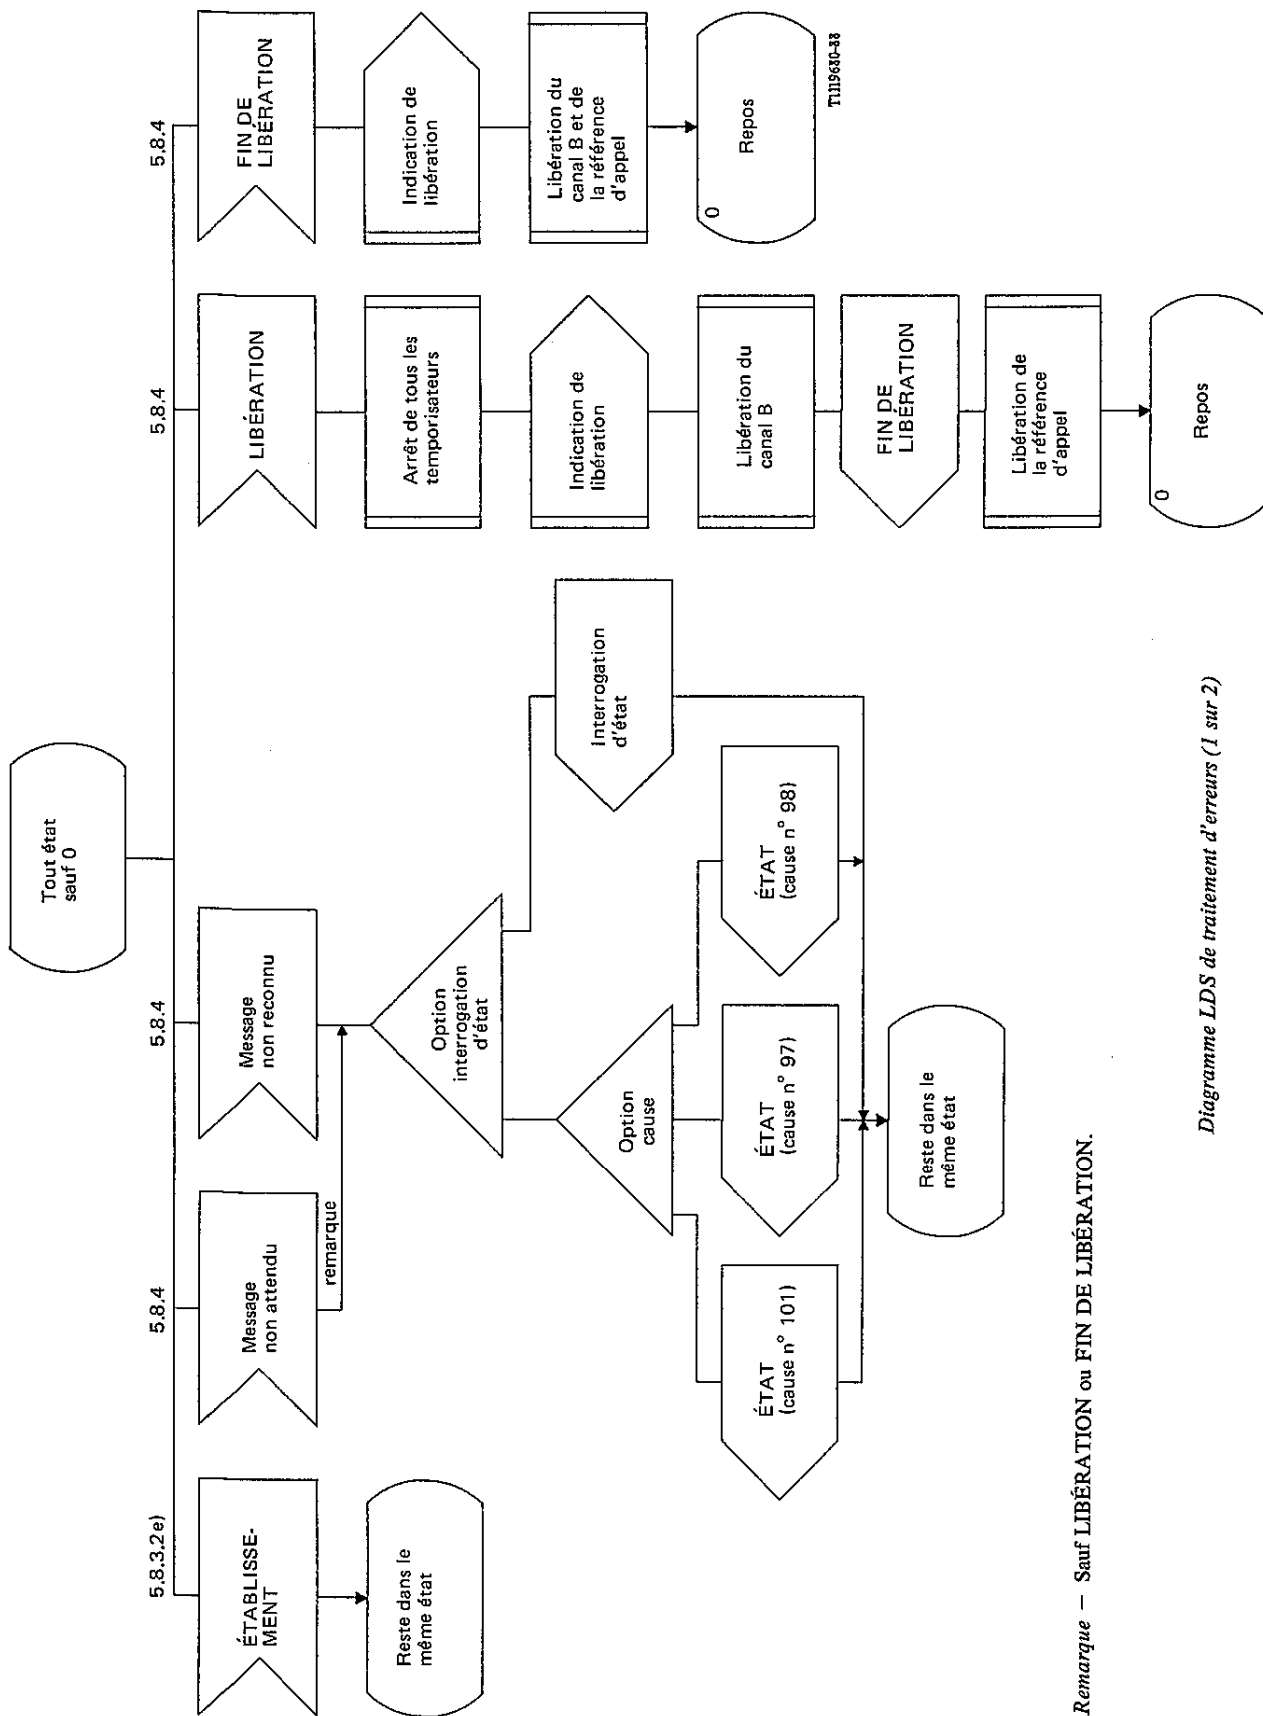 Tout état
sauf 0
5.8.3.2e)
5.8.4
5.8.4
5.8.4
5.8.4
ÉTABLISSE-
MENT
Message
non attendu
Message
non reconnu
LIBÉRATION
FIN DE
LIBÉRATION
Reste dans le
même état
remarque
Option
interrogation
d'état
Arrêt de tous les
temporisateurs
Indication de
libération
Option
cause
Interrogation
d'état
Indication de
libération
Libération du
canal B et de
la référence
d'appel
ÉTAT
(cause n° 101)
ÉTAT
(cause n° 97)
ÉTAT
(cause n° 98)
Libération du
canal B
0
Repos
Reste dans le
même état
FIN DE
LIBÉRATION
T1119680-88
Libération de
la référence
d'appel
0
Repos
Remarque – Sauf LIBÉRATION ou FIN DE LIBÉRATION.
Diagramme LDS de traitement d'erreurs (1 sur 2)